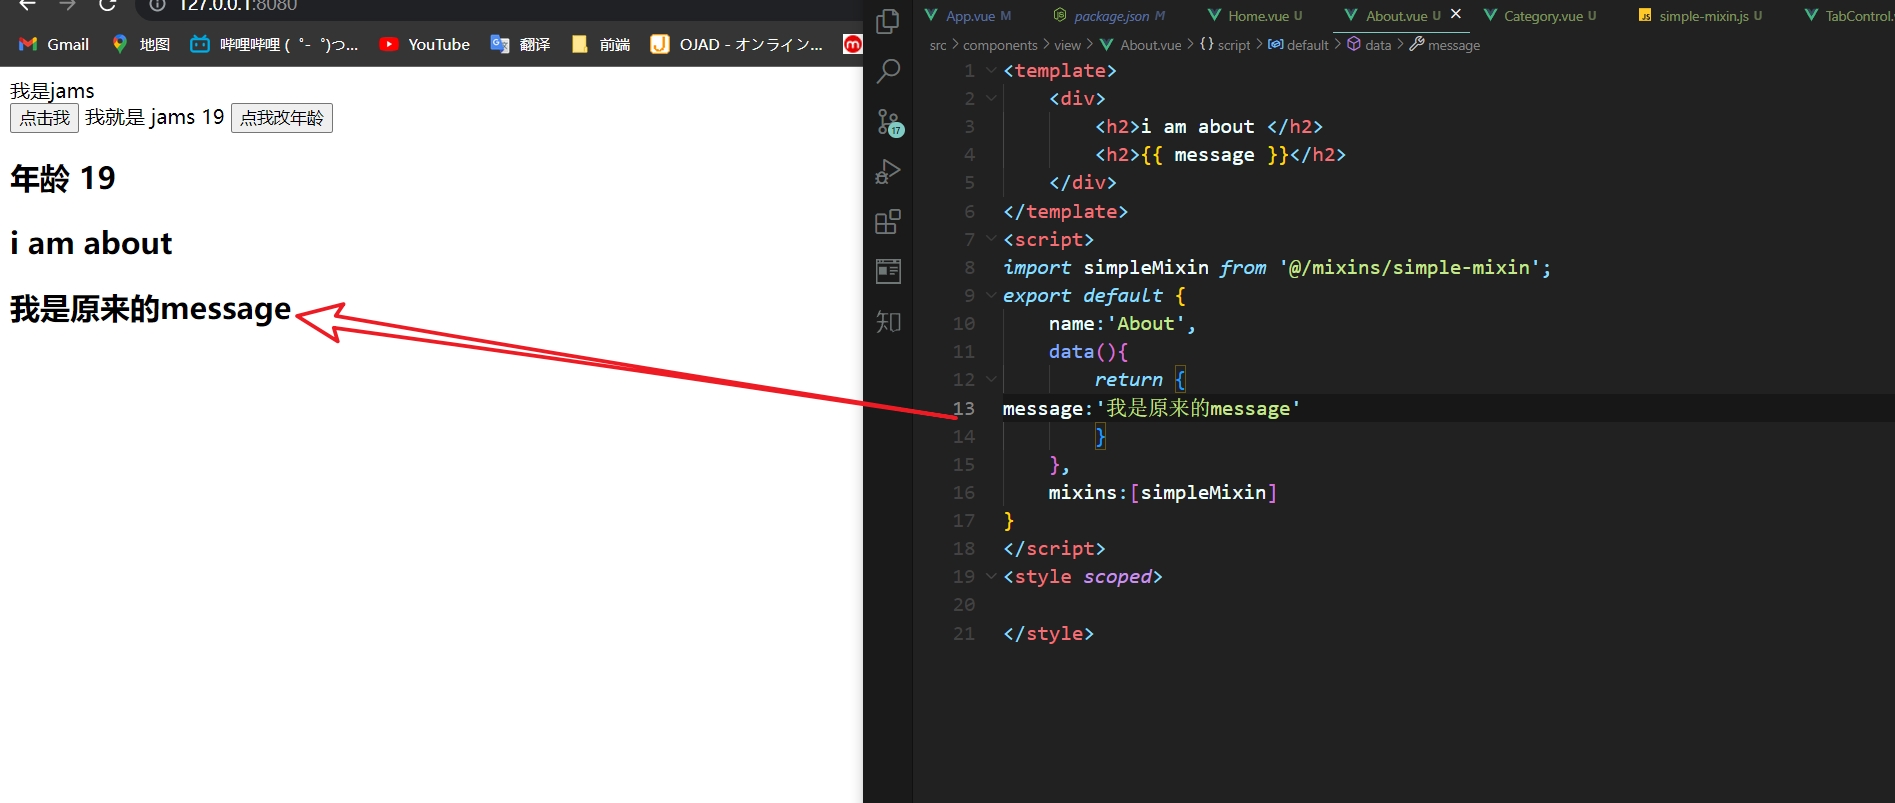 127.0.0.1:8080
Gmail 地图 哔哩哔哩 (゜-゜)つ... YouTube 翻译 前端 OJAD - オンライン...
我是jams
点击我 我就是 jams 19 点我改年龄
年龄 19
i am about
我是原来的message
App.vue M package.json M Home.vue U About.vue U Category.vue U simple-mixin.js U TabControl.
src > components > view > About.vue > {} script > default > data > message
17
知
1 <template>
2 <div>
3 <h2>i am about </h2>
4 <h2>{{ message }}</h2>
5 </div>
6 </template>
7 <script>
8 import simpleMixin from '@/mixins/simple-mixin';
9 export default {
10 name:'About',
11 data(){
12 return {
13 message:'我是原来的message'
14 }
15 },
16 mixins:[simpleMixin]
17 }
18 </script>
19 <style scoped>
20
21 </style>